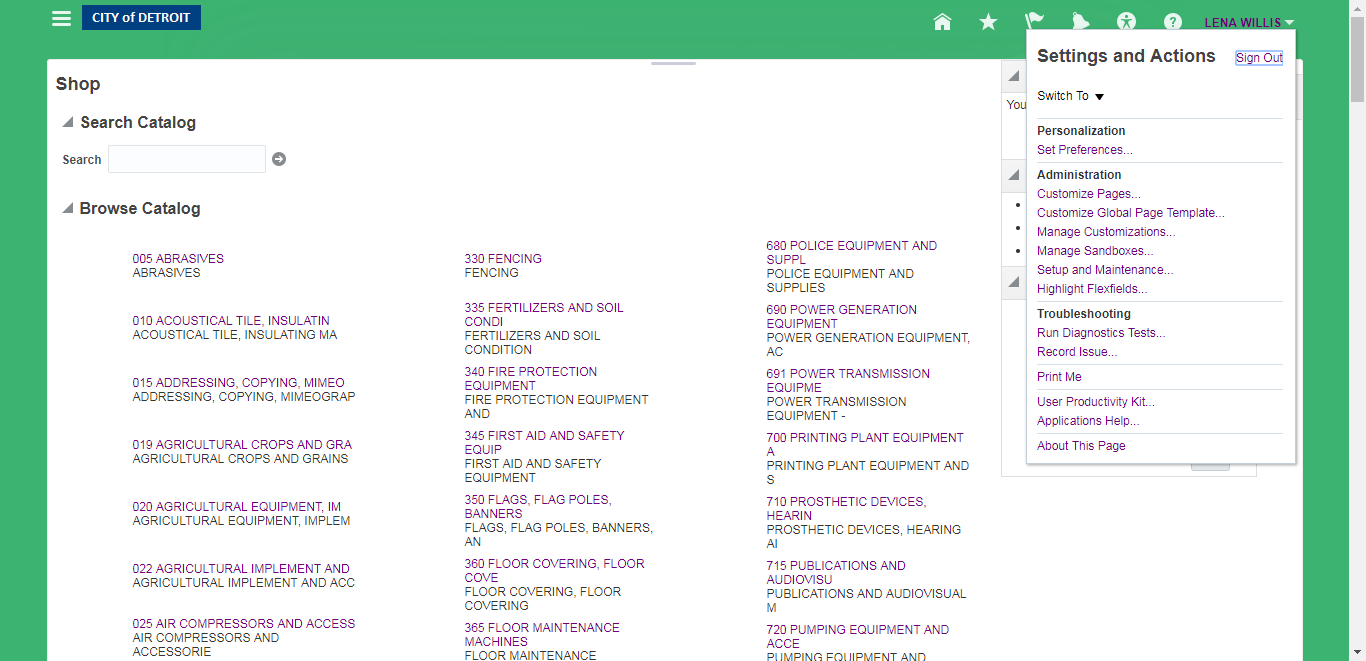 CITY of DETROIT
LENA WILLIS
Shop
Search Catalog
Search
Browse Catalog
005 ABRASIVES
ABRASIVES
010 ACOUSTICAL TILE, INSULATIN
ACOUSTICAL TILE, INSULATING MA
015 ADDRESSING, COPYING, MIMEO
ADDRESSING, COPYING, MIMEOGRAP
019 AGRICULTURAL CROPS AND GRA
AGRICULTURAL CROPS AND GRAINS
020 AGRICULTURAL EQUIPMENT, IM
AGRICULTURAL EQUIPMENT, IMPLEM
022 AGRICULTURAL IMPLEMENT AND
AGRICULTURAL IMPLEMENT AND ACC
025 AIR COMPRESSORS AND ACCESS
AIR COMPRESSORS AND
ACCESSORIE
330 FENCING
FENCING
335 FERTILIZERS AND SOIL
CONDI
FERTILIZERS AND SOIL
CONDITION
340 FIRE PROTECTION
EQUIPMENT
FIRE PROTECTION EQUIPMENT
AND
345 FIRST AID AND SAFETY
EQUIP
FIRST AID AND SAFETY
EQUIPMENT
350 FLAGS, FLAG POLES,
BANNERS
FLAGS, FLAG POLES, BANNERS,
AN
360 FLOOR COVERING, FLOOR
COVE
FLOOR COVERING, FLOOR
COVERING
365 FLOOR MAINTENANCE
MACHINES
FLOOR MAINTENANCE
680 POLICE EQUIPMENT AND
SUPPL
POLICE EQUIPMENT AND
SUPPLIES
690 POWER GENERATION
EQUIPMENT
POWER GENERATION EQUIPMENT,
AC
691 POWER TRANSMISSION
EQUIPME
POWER TRANSMISSION
EQUIPMENT -
700 PRINTING PLANT EQUIPMENT
A
PRINTING PLANT EQUIPMENT AND
S
710 PROSTHETIC DEVICES,
HEARIN
PROSTHETIC DEVICES, HEARING
AI
715 PUBLICATIONS AND
AUDIOVISU
PUBLICATIONS AND AUDIOVISUAL
M
720 PUMPING EQUIPMENT AND
ACCE
PUMPING EQUIPMENT AND
You
Settings and Actions
Sign Out
Switch To
Personalization
Set Preferences...
Administration
Customize Pages...
Customize Global Page Template...
Manage Customizations...
Manage Sandboxes...
Setup and Maintenance...
Highlight Flexfields...
Troubleshooting
Run Diagnostics Tests...
Record Issue...
Print Me
User Productivity Kit...
Applications Help...
About This Page